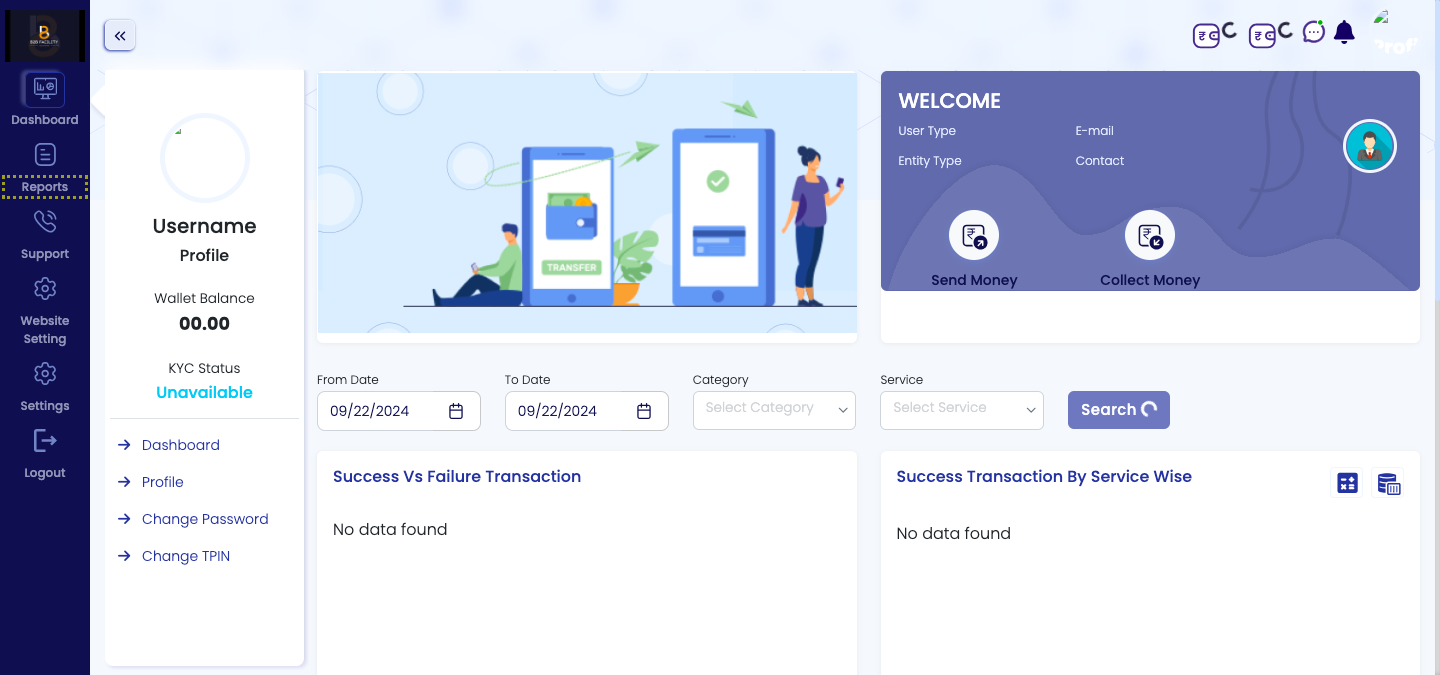 B2B FACILITY
Dashboard
Reports
Support
Website
Setting
Settings
Logout
Username
Profile
Wallet Balance
00.00
KYC Status
Unavailable
Dashboard
Profile
Change Password
Change TPIN
TRANSFER
WELCOME
User Type
E-mail
Entity Type
Contact
Send Money
Collect Money
From Date
To Date
Category
Service
09/22/2024
09/22/2024
Select Category
Select Service
Search
Success Vs Failure Transaction
No data found
Success Transaction By Service Wise
No data found